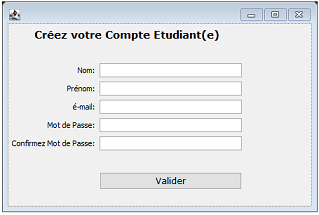 Créez votre Compte Etudiant(e)
Nom:
Prénom:
é-mail:
Mot de Passe:
Confirmez Mot de Passe:
Valider